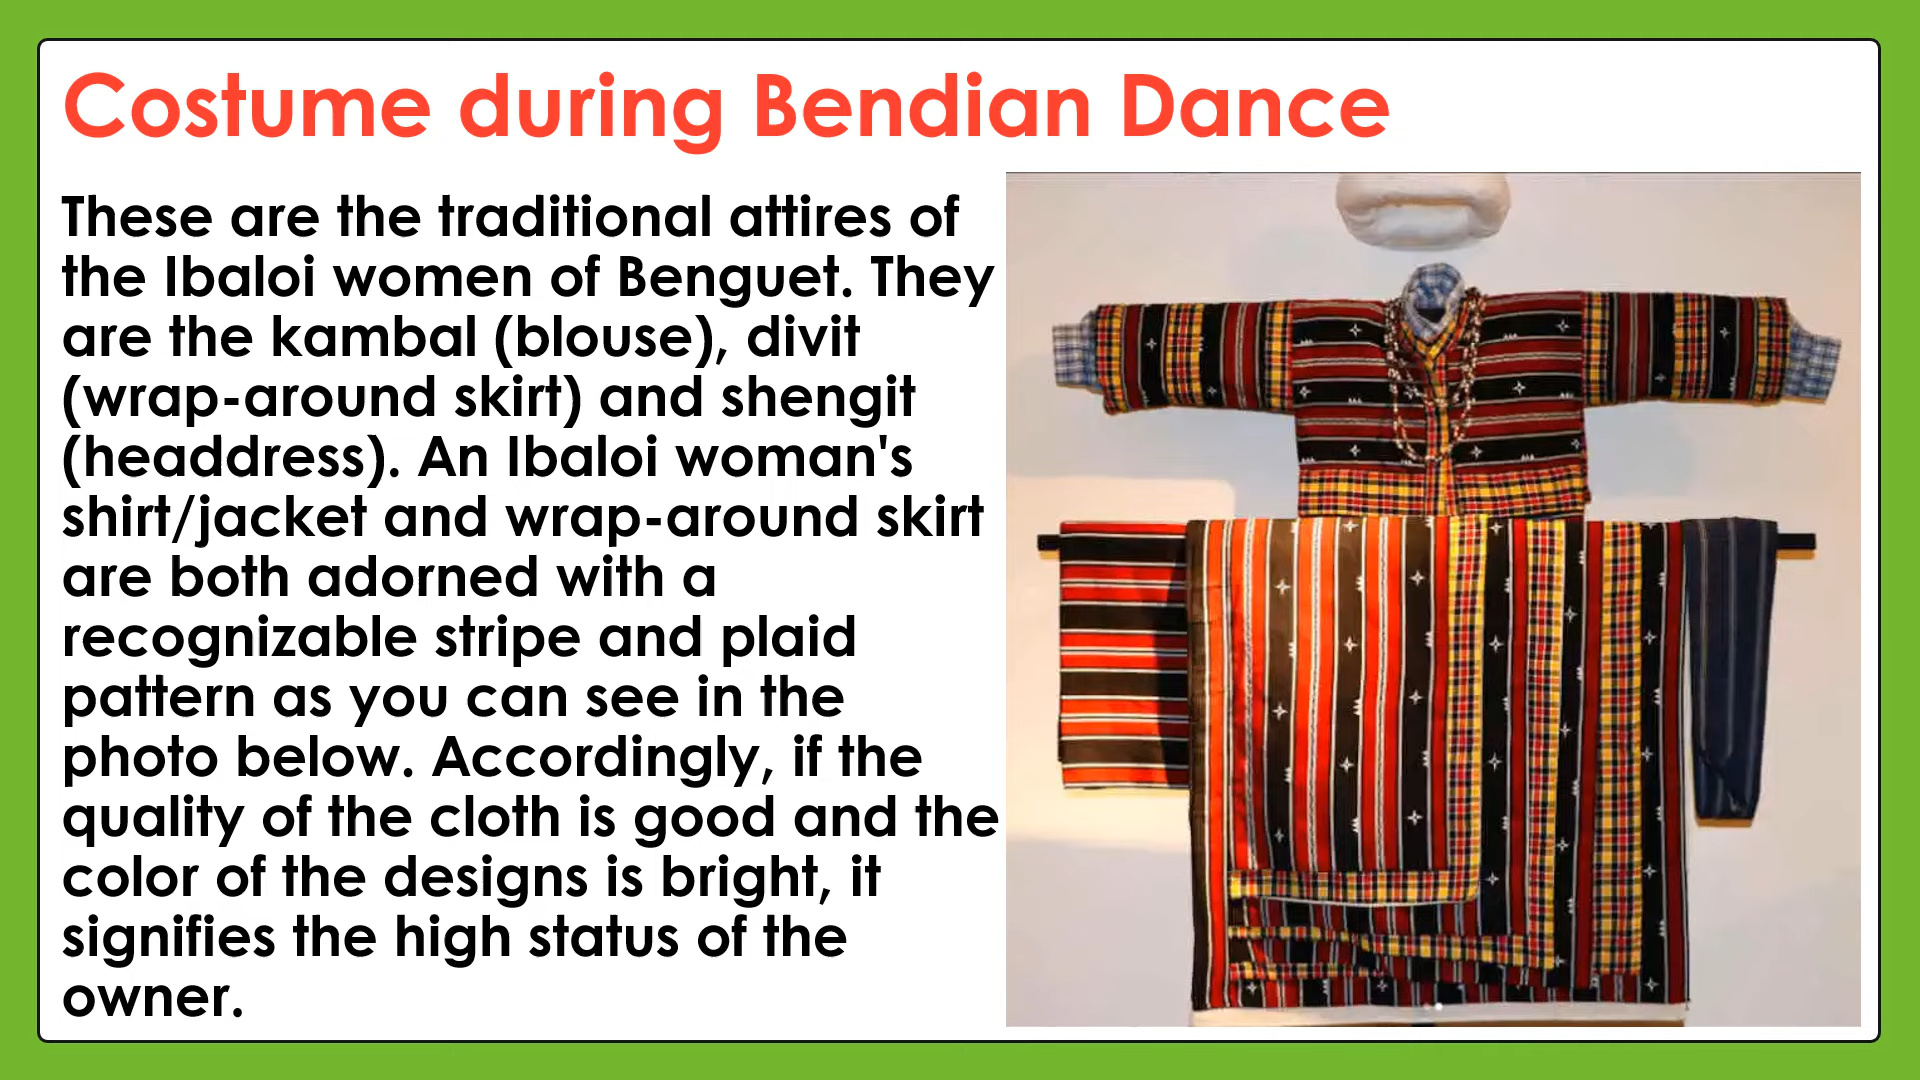 Costume during Bendian Dance
These are the traditional attires of
the Ibaloi women of Benguet. They
are the kambal (blouse), divit
(wrap-around skirt) and shengit
(headdress). An Ibaloi woman's
shirt/jacket and wrap-around skirt
are both adorned with a
recognizable stripe and plaid
pattern as you can see in the
photo below. Accordingly, if the
quality of the cloth is good and the
color of the designs is bright, it
signifies the high status of the
owner.